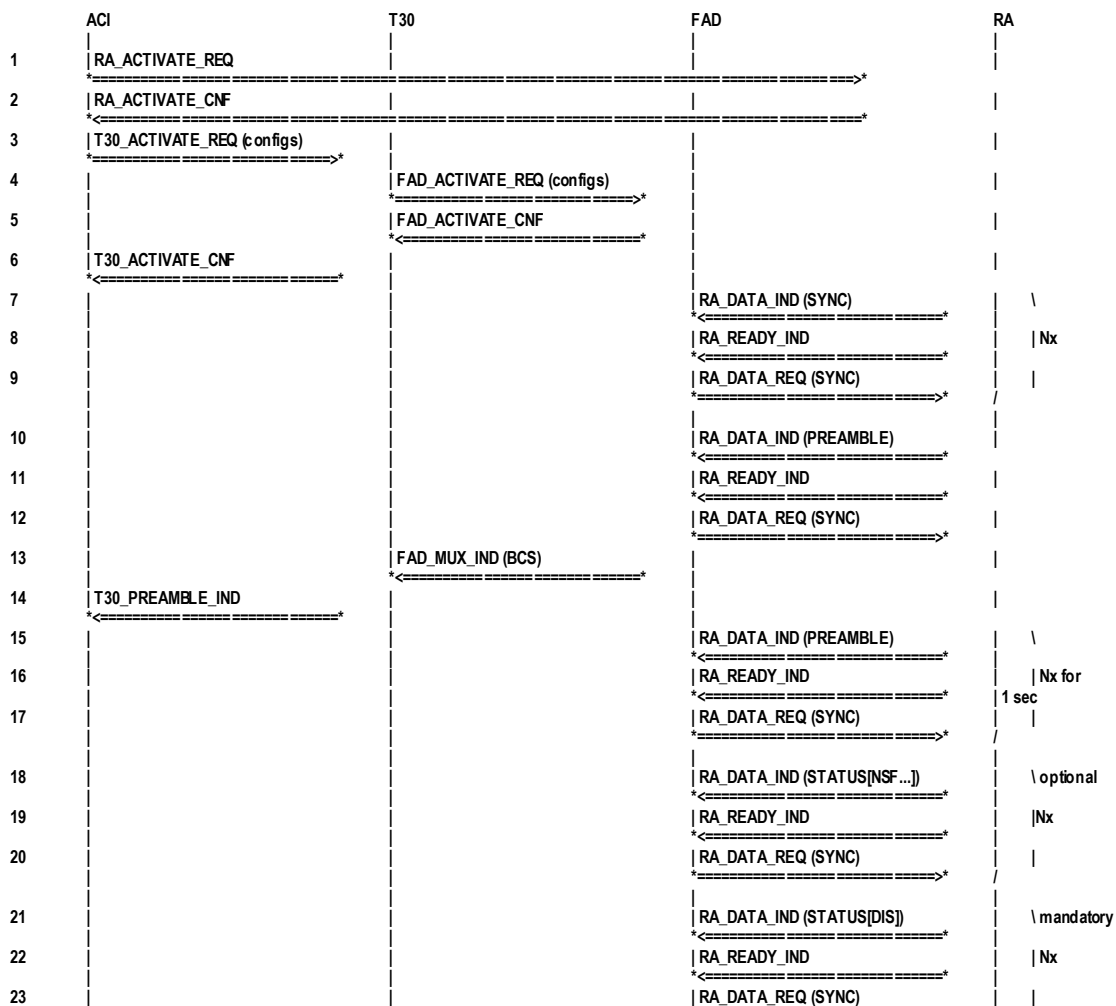 ACI T30 FAD RA
1 RA_ACTIVATE_REQ
2 RA_ACTIVATE_CNF
3 T30_ACTIVATE_REQ (configs)
4 FAD_ACTIVATE_REQ (configs)
5 FAD_ACTIVATE_CNF
6 T30_ACTIVATE_CNF
7 RA_DATA_IND (SYNC) \
8 RA_READY_IND | Nx
9 RA_DATA_REQ (SYNC) |
/
10 RA_DATA_IND (PREAMBLE)
11 RA_READY_IND
12 RA_DATA_REQ (SYNC)
13 FAD_MUX_IND (BCS)
14 T30_PREAMBLE_IND
15 RA_DATA_IND (PREAMBLE) \
16 RA_READY_IND | Nx for
1 sec
17 RA_DATA_REQ (SYNC) |
/
18 RA_DATA_IND (STATUS[NSF...]) \ optional
19 RA_READY_IND |Nx
20 RA_DATA_REQ (SYNC) |
/
21 RA_DATA_IND (STATUS[DIS]) \ mandatory
22 RA_READY_IND | Nx
23 RA_DATA_REQ (SYNC) |